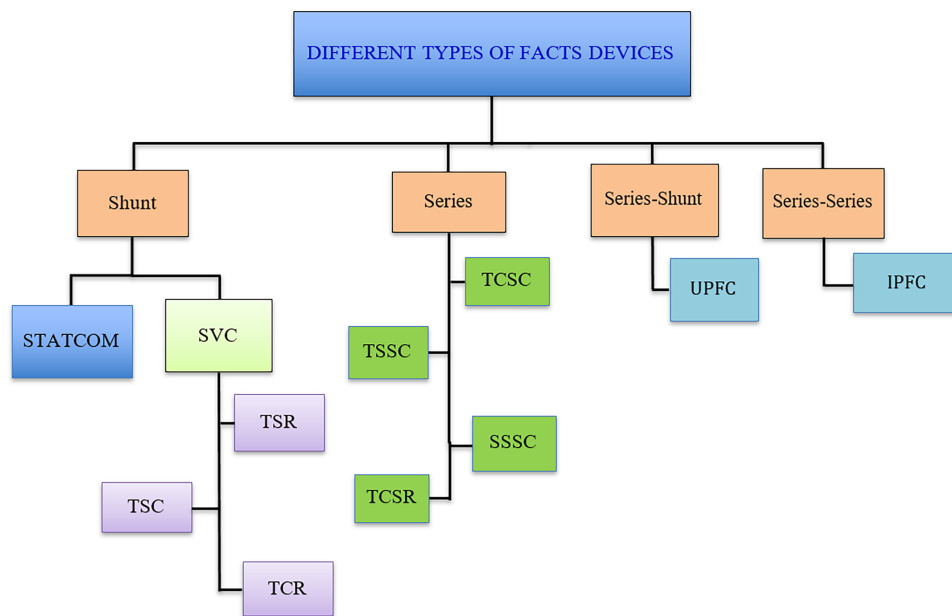 DIFFERENT TYPES OF FACTS DEVICES
Shunt
Series
Series-Shunt
Series-Series
STATCOM
SVC
TCSC
UPFC
IPFC
TSSC
TSR
SSSC
TCSR
TSC
TCR